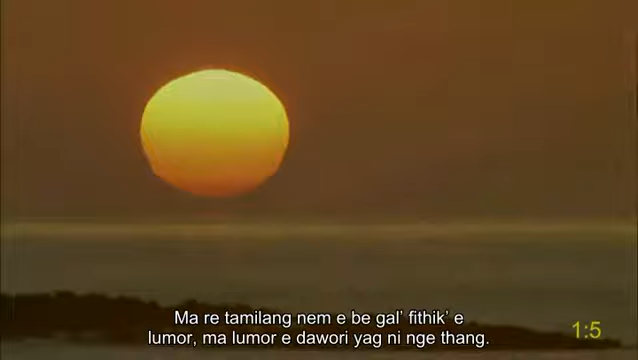 Ma re tamilang nem e be gal' fithik' e
lumor, ma lumor e dawori yag ni nge thang.
1:5